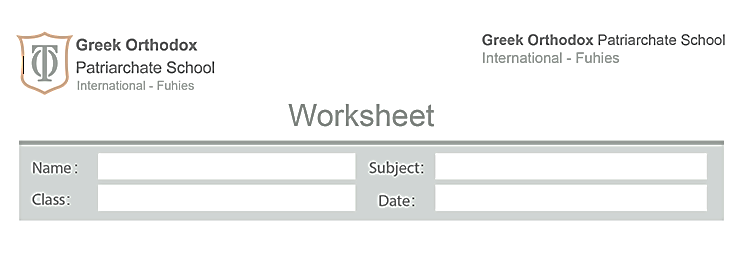 Greek Orthodox
Patriarchate School
International - Fuhies
Greek Orthodox Patriarchate School
International - Fuhies
Worksheet
Name:
Subject:
Class:
Date: